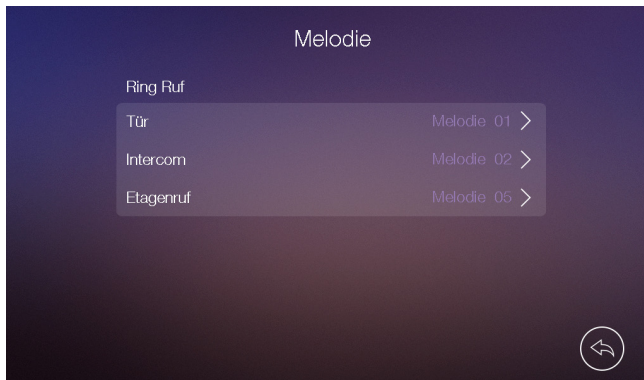 Melodie
Ring Ruf
Tür Melodie 01
Intercom Melodie 02
Etagenruf Melodie 05